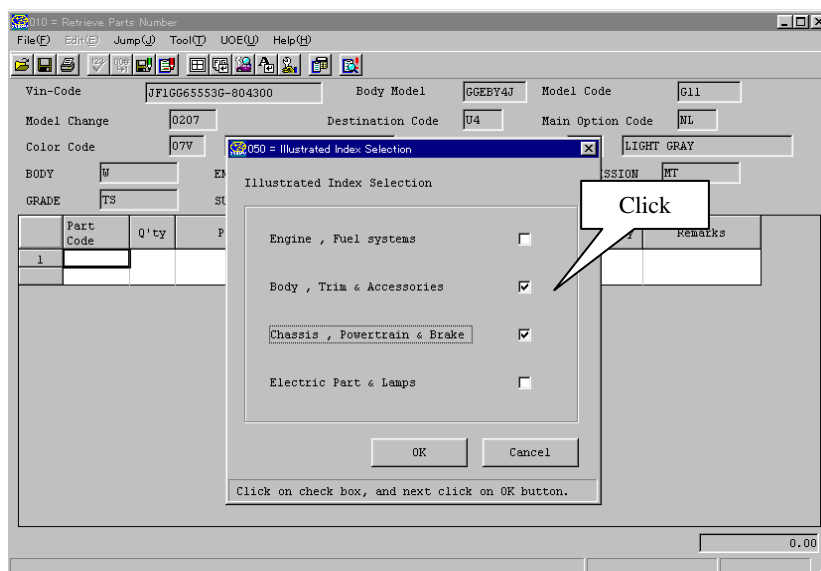 010 = Retrieve Parts Number
File(F) Edit(E) Jump(J) Tool(T) UOE(U) Help(H)
Vin-Code JF1GG65553G-804300 Body Model GGEBY4J Model Code G11
Model Change 0207 Destination Code U4 Main Option Code NL
Color Code 07V LIGHT GRAY
BODY W EN SSION MT
GRADE TS SU
Part Code Q'ty P y Remarks
1
050 = Illustrated Index Selection
Illustrated Index Selection
Click
Engine , Fuel systems
Body , Trim & Accessories
Chassis , Powertrain & Brake
Electric Part & Lamps
OK Cancel
Click on check box, and next click on OK button.
0.00